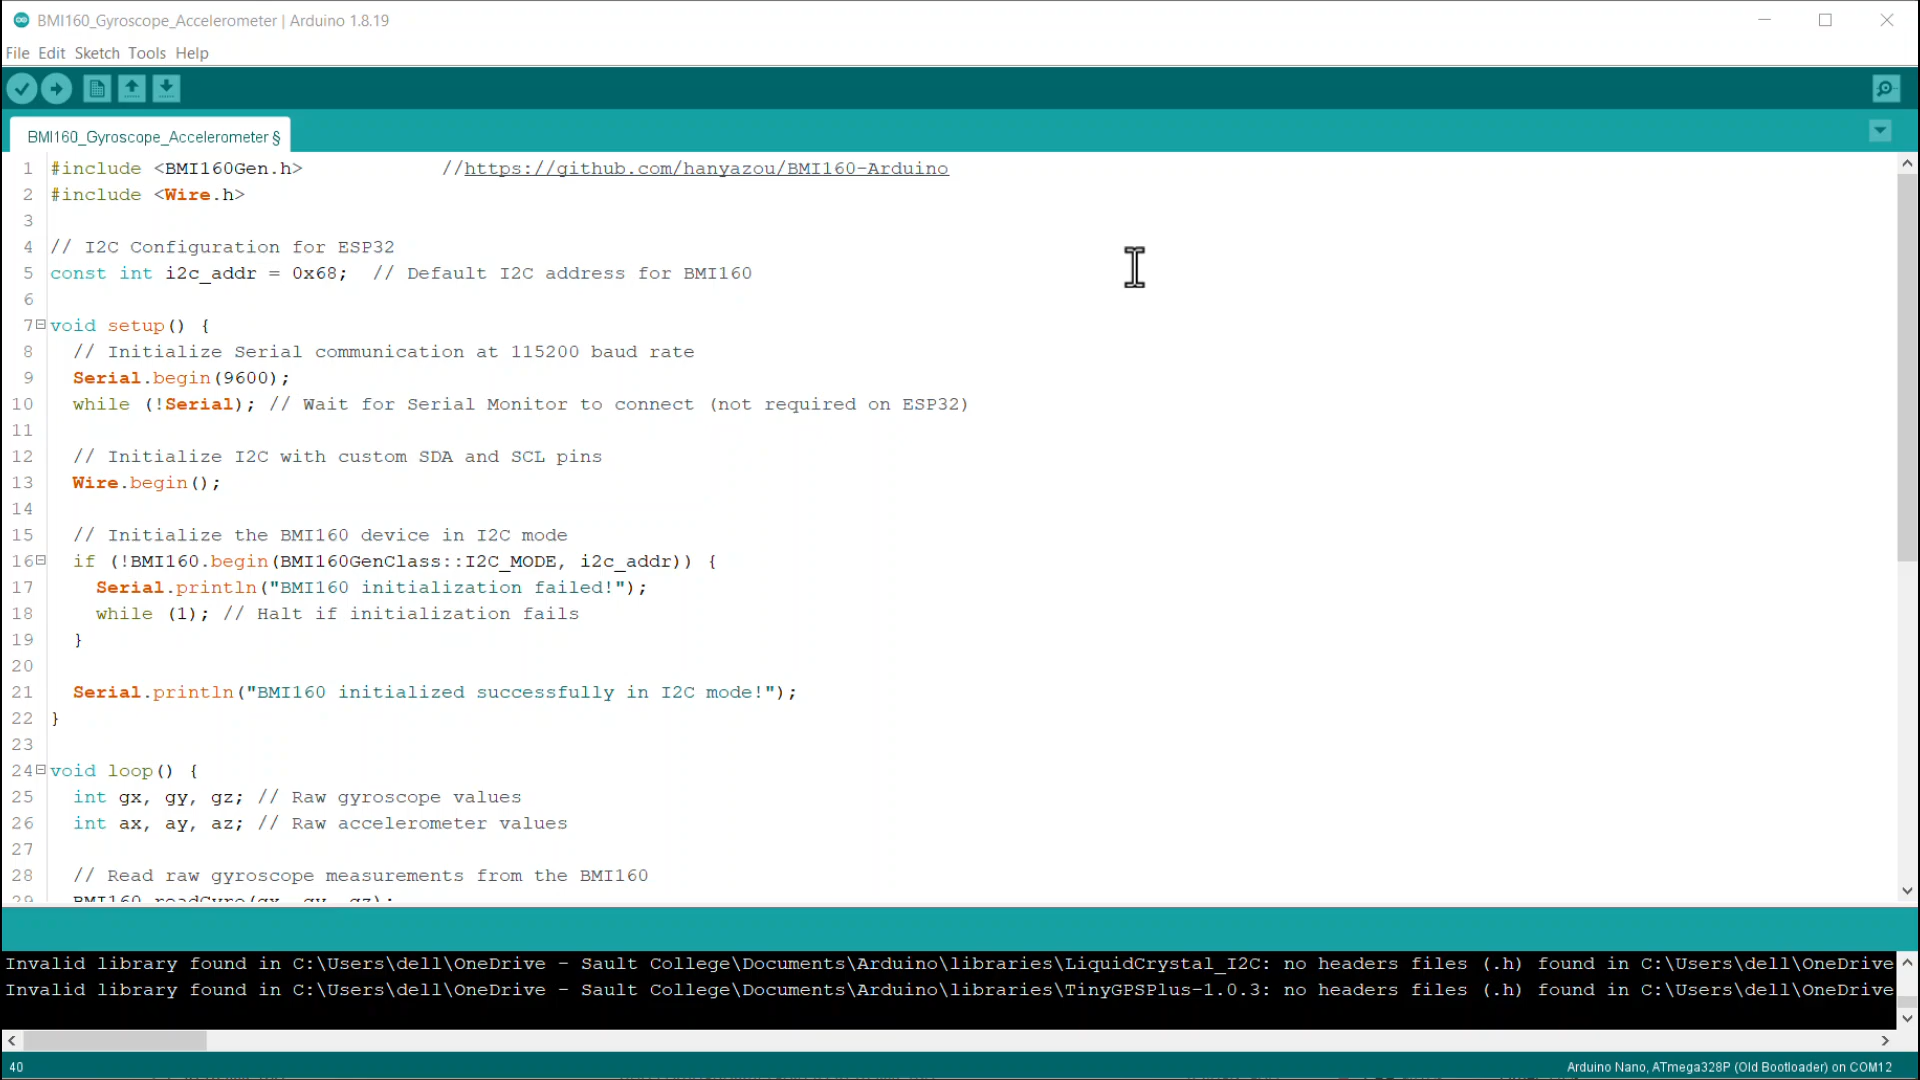 BMI160_Gyroscope_Accelerometer | Arduino 1.8.19
File Edit Sketch Tools Help
BMI160_Gyroscope_Accelerometer §
1 #include <BMI160Gen.h> //https://github.com/hanyazou/BMI160-Arduino
2 #include <Wire.h>
3
4 // I2C Configuration for ESP32
5 const int i2c_addr = 0x68; // Default I2C address for BMI160
6
7 void setup() {
8 // Initialize Serial communication at 115200 baud rate
9 Serial.begin(9600);
10 while (!Serial); // Wait for Serial Monitor to connect (not required on ESP32)
11
12 // Initialize I2C with custom SDA and SCL pins
13 Wire.begin();
14
15 // Initialize the BMI160 device in I2C mode
16 if (!BMI160.begin(BMI160GenClass::I2C_MODE, i2c_addr)) {
17 Serial.println("BMI160 initialization failed!");
18 while (1); // Halt if initialization fails
19 }
20
21 Serial.println("BMI160 initialized successfully in I2C mode!");
22 }
23
24 void loop() {
25 int gx, gy, gz; // Raw gyroscope values
26 int ax, ay, az; // Raw accelerometer values
27
28 // Read raw gyroscope measurements from the BMI160
29 BMI160.readGyro(gx, gy, gz);
Invalid library found in C:\Users\dell\OneDrive - Sault College\Documents\Arduino\libraries\LiquidCrystal_I2C: no headers files (.h) found in C:\Users\dell\OneDrive
Invalid library found in C:\Users\dell\OneDrive - Sault College\Documents\Arduino\libraries\TinyGPSPlus-1.0.3: no headers files (.h) found in C:\Users\dell\OneDrive
40
Arduino Nano, ATmega328P (Old Bootloader) on COM12